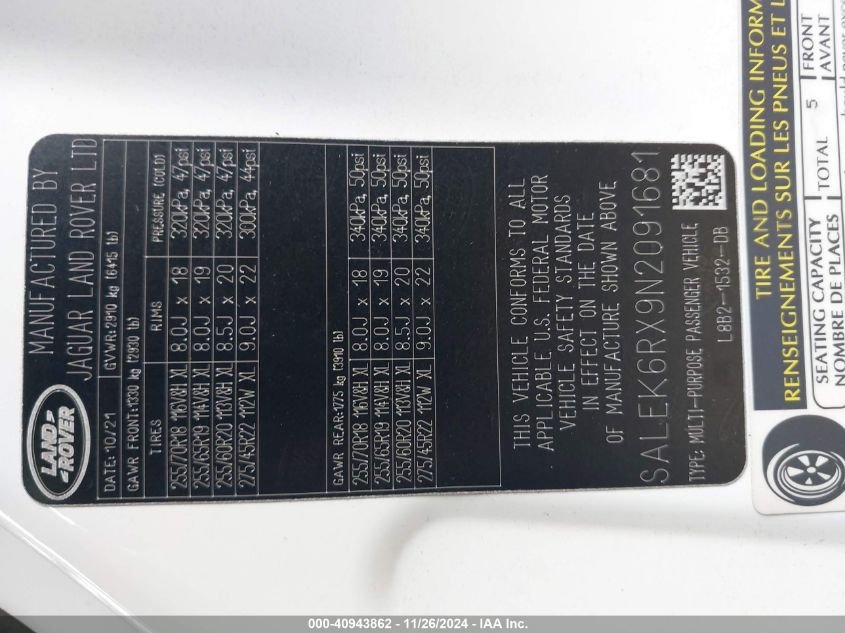 MANUFACTURED BY
JAGUAR LAND ROVER LTD
LAND ROVER
DATE: 10/21 GVWR: 2910 kg (6415 lb)
GAWR FRONT: 1330 kg (2930 lb)
TIRES RIMS PRESSURE (COLD)
255/70R18 116V8H XL 8.0J x 18 320kPa, 47psi
255/65R19 114V8H XL 8.0J x 19 320kPa, 47psi
255/60R20 113V8H XL 8.5J x 20 320kPa, 47psi
275/45R22 112W XL 9.0J x 22 300kPa, 44psi
GAWR REAR: 1775 kg (3910 lb)
255/70R18 116V8H XL 8.0J x 18 340kPa, 50psi
255/65R19 114V8H XL 8.0J x 19 340kPa, 50psi
255/60R20 113V8H XL 8.5J x 20 340kPa, 50psi
275/45R22 112W XL 9.0J x 22 340kPa, 50psi
THIS VEHICLE CONFORMS TO ALL
APPLICABLE U.S. FEDERAL MOTOR
VEHICLE SAFETY STANDARDS
IN EFFECT ON THE DATE
OF MANUFACTURE SHOWN ABOVE
SALEK6RX9N2091681
TYPE: MULTI-PURPOSE PASSENGER VEHICLE
L8B2-1532-DB
TIRE AND LOADING INFORM
RENSEIGNEMENTS SUR LES PNEUS ET L
SEATING CAPACITY TOTAL 5 FRONT
NOMBRE DE PLACES AVANT
000-40943862 - 11/26/2024 - IAA Inc.